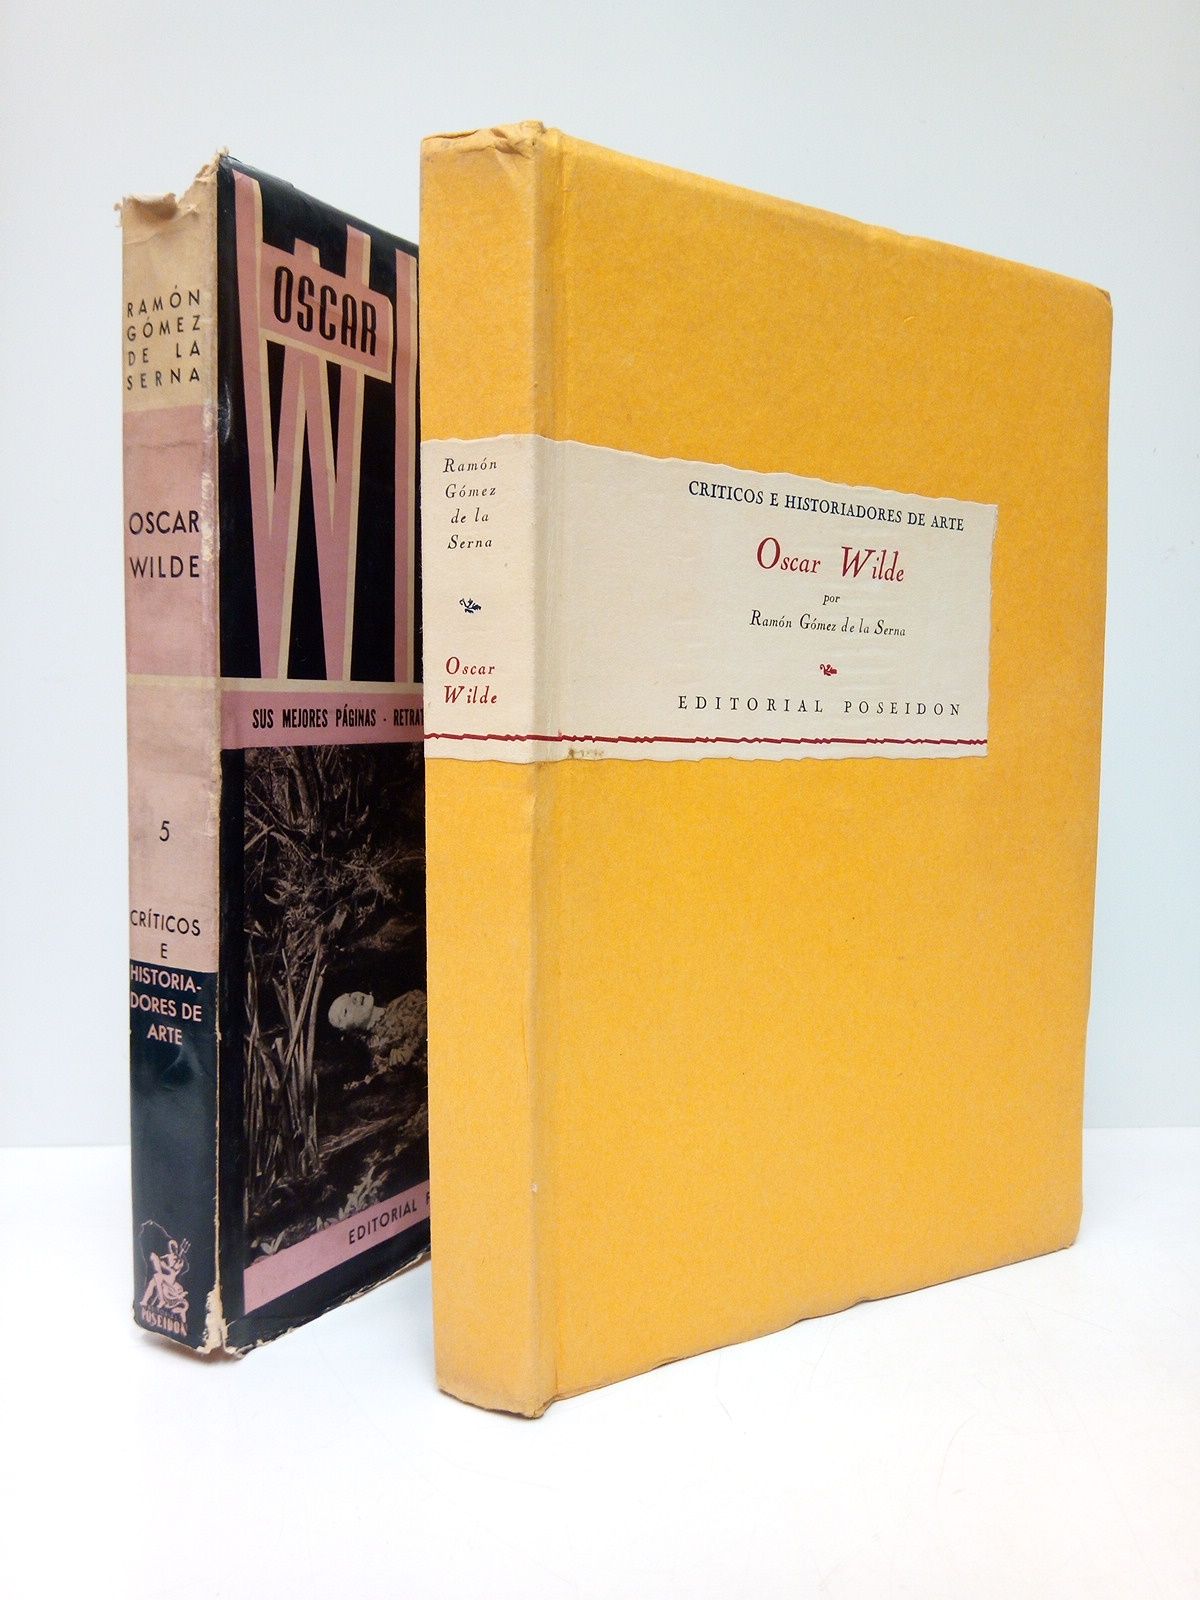 RAMÓN
GÓMEZ
DE LA
SERNA
OSCAR
WILDE
5
CRÍTICOS
E
HISTORIA-
DORES DE
ARTE
POSEIDON
OSCAR
WI
SUS MEJORES PÁGINAS -
EDITORIAL
Ramón
Gómez
de la
Serna
Oscar
Wilde
CRITICOS E HISTORIADORES DE ARTE
Oscar Wilde
por
Ramón Gómez de la Serna
EDITORIAL POSEIDON